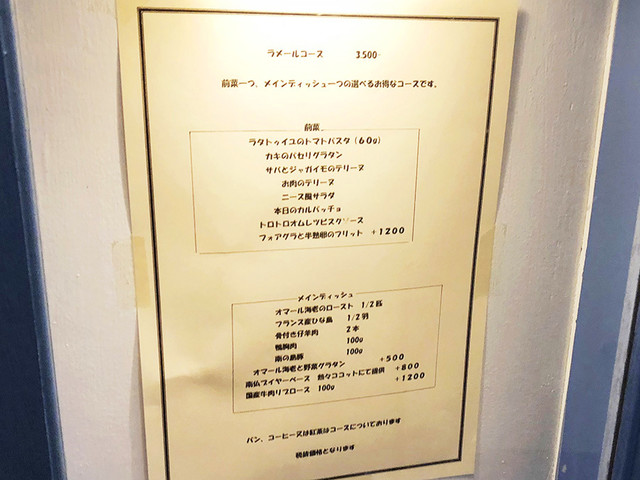 ラメールコース 3.500-
前菜一つ、メインディッシュ一つの選べるお得なコースです。
前菜
ラタトゥイユのトマトパスタ(60g)
カキのパセリグラタン
サバとジャガイモのテリーヌ
お肉のテリーヌ
ニース風サラダ
本日のカルパッチョ
トロトロオムレツビスクソース
フォアグラと半熟卵のフリット +1200
メインディシュ
オマール海老のロースト 1/2匹
フランス産ひな鳥 1/2羽
骨付き仔羊肉 2本
鴨胸肉 100g
南の島豚 100g
オマール海老と野菜グラタン +500
南仏ブイヤーベース 熱々ココットにて提供 +800
国産牛肉リブロース 100g +1200
パン、コーヒーヌは紅茶はコースについております
税抜価格となります